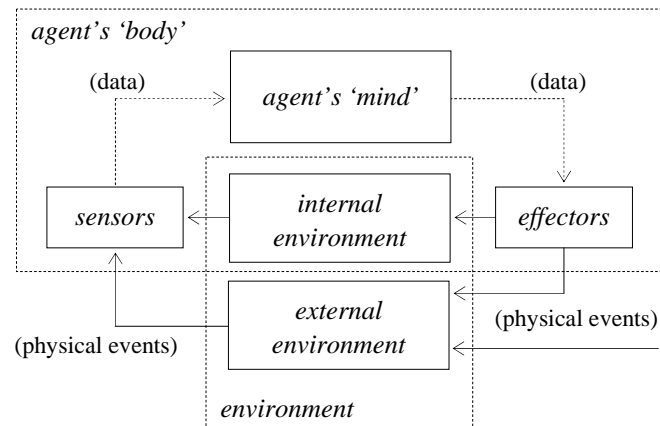 agent's 'body'
(data)
agent's 'mind'
(data)
sensors
internal
environment
effectors
external
environment
(physical events)
(physical events)
environment